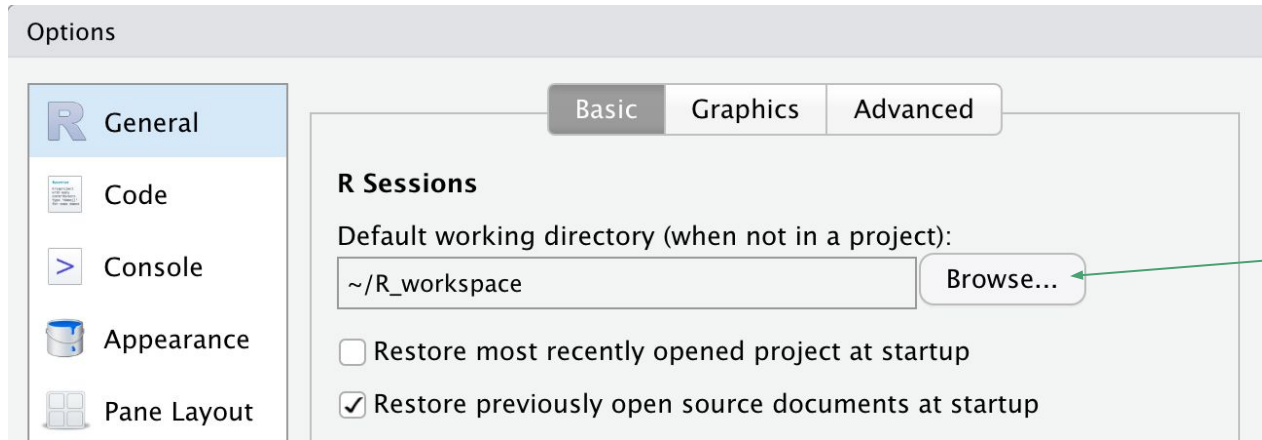 Options
General
Code
Console
Appearance
Pane Layout
Basic Graphics Advanced
R Sessions
Default working directory (when not in a project):
~/R_workspace Browse...
Restore most recently opened project at startup
Restore previously open source documents at startup